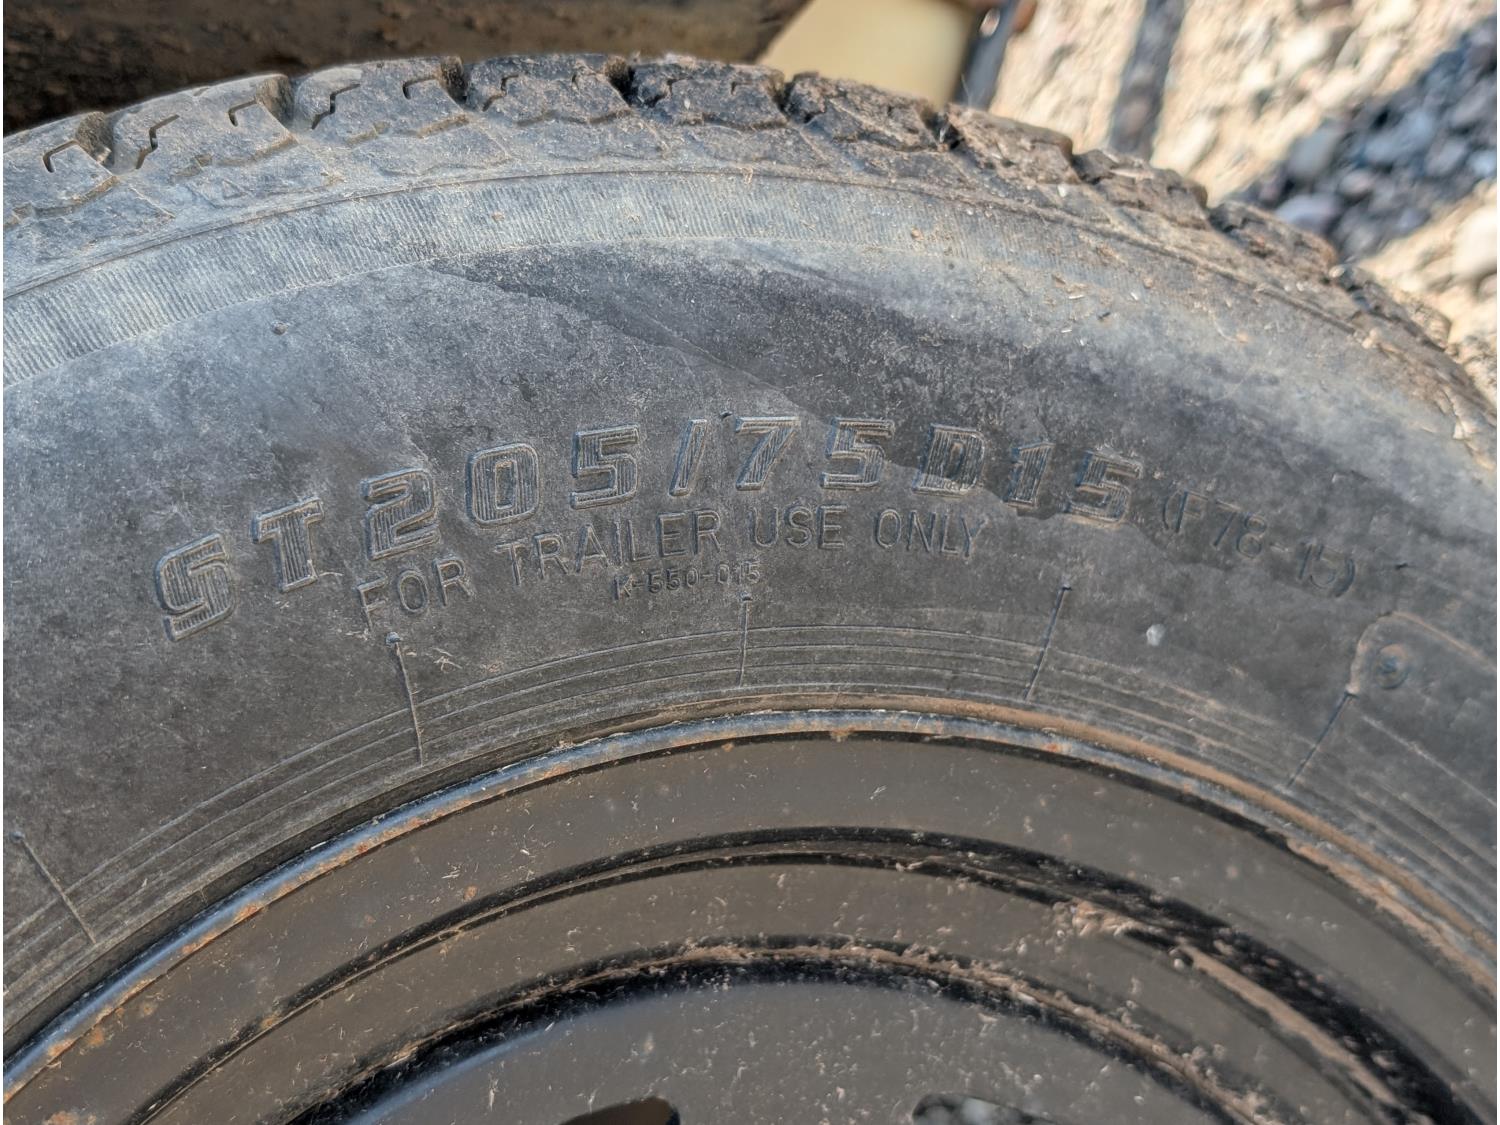 ST205/75D15 (F78-15)
FOR TRAILER USE ONLY
K-550-015